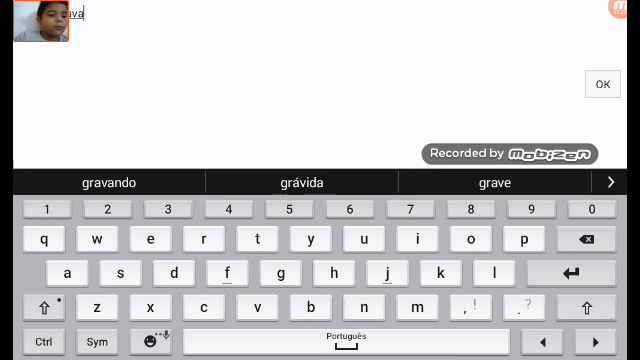 ava
OK
Recorded by mobizen
gravando grávida grave
1 2 3 4 5 6 7 8 9 0
q w e r t y u i o p
a s d f g h j k l
z x c v b n m , ! . ?
Ctrl Sym Português